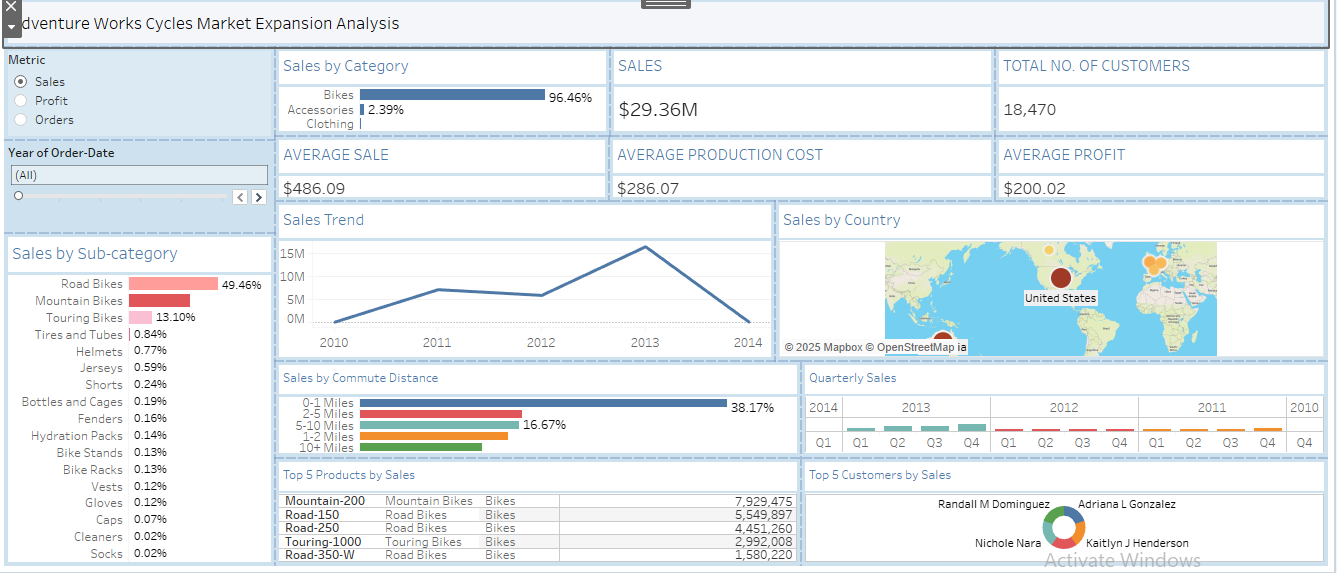 dventure Works Cycles Market Expansion Analysis
Metric
Sales
Profit
Orders
Year of Order-Date
(All)
Sales by Category
Bikes 96.46%
Accessories 2.39%
Clothing
SALES
$29.36M
TOTAL NO. OF CUSTOMERS
18,470
AVERAGE SALE
$486.09
AVERAGE PRODUCTION COST
$286.07
AVERAGE PROFIT
$200.02
Sales by Sub-category
Road Bikes 49.46%
Mountain Bikes
Touring Bikes 13.10%
Tires and Tubes 0.84%
Helmets 0.77%
Jerseys 0.59%
Shorts 0.24%
Bottles and Cages 0.19%
Fenders 0.16%
Hydration Packs 0.14%
Bike Stands 0.13%
Bike Racks 0.13%
Vests 0.12%
Gloves 0.12%
Caps 0.07%
Cleaners 0.02%
Socks 0.02%
Sales Trend
15M
10M
5M
0M
2010 2011 2012 2013 2014
Sales by Country
United States
© 2025 Mapbox © OpenStreetMap ia
Sales by Commute Distance
0-1 Miles 38.17%
2-5 Miles
5-10 Miles 16.67%
1-2 Miles
10+ Miles
Quarterly Sales
2014 2013 2012 2011 2010
Q1 Q1 Q2 Q3 Q4 Q1 Q2 Q3 Q4 Q1 Q2 Q3 Q4 Q4
Top 5 Products by Sales
Mountain-200 Mountain Bikes Bikes 7,929,475
Road-150 Road Bikes Bikes 5,549,897
Road-250 Road Bikes Bikes 4,451,260
Touring-1000 Touring Bikes Bikes 2,992,008
Road-350-W Road Bikes Bikes 1,580,220
Top 5 Customers by Sales
Randall M Dominguez Adriana L Gonzalez
Nichole Nara Kaitlyn J Henderson
Activate Windows